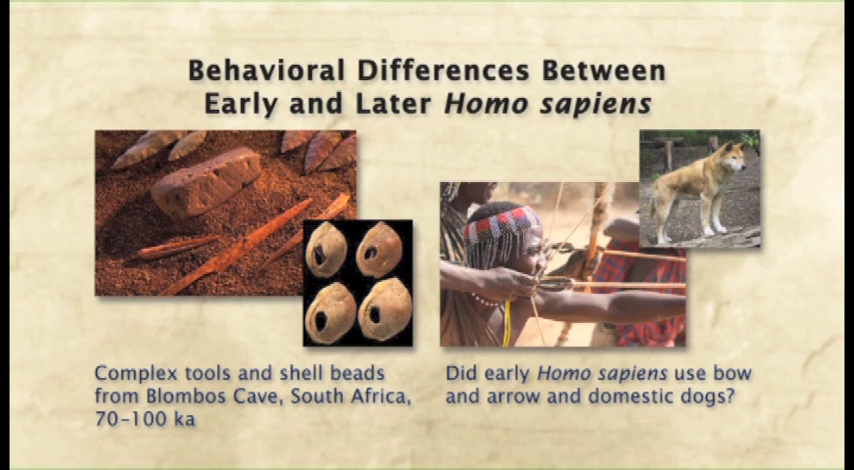 Behavioral Differences Between
Early and Later Homo sapiens
Complex tools and shell beads
from Blombos Cave, South Africa,
70–100 ka
Did early Homo sapiens use bow
and arrow and domestic dogs?